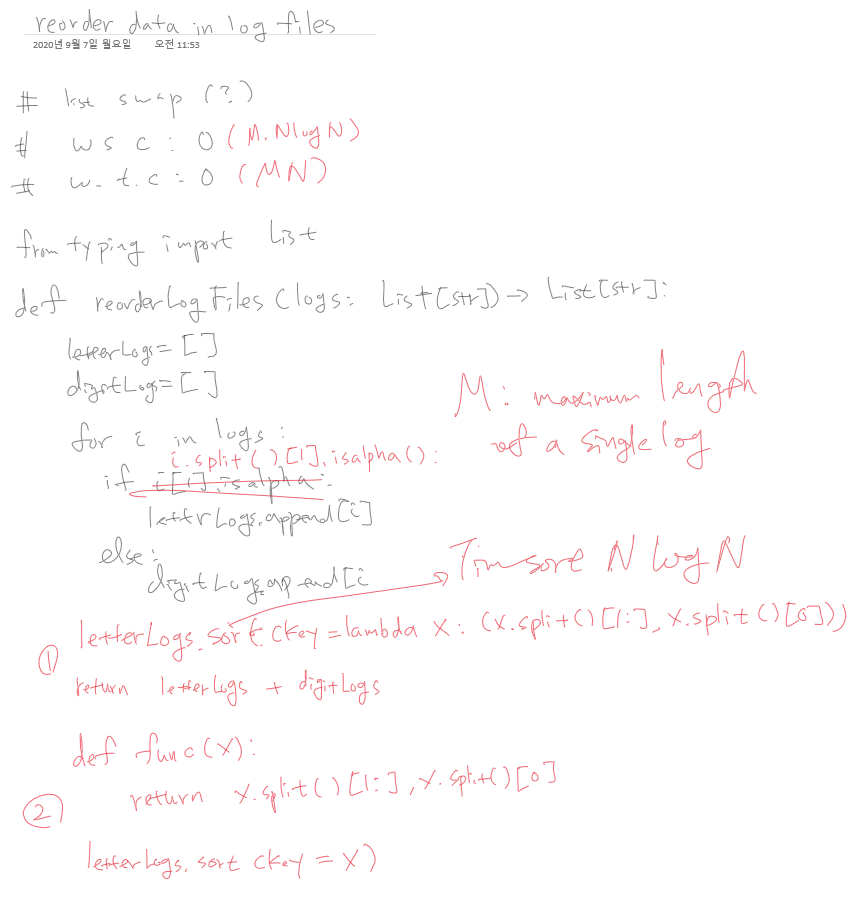 reorder data in log files
2020년 9월 7일 월요일 오전 11:53
# list swap (?)
# w s c : O (M.NlogN)
# w. t. c : O (MN)
from typing import List
def reorderLogFiles (logs: List[str]) → List[str]:
letterLogs = []
digitLogs = []
M : maximum length
of a single log
for i in logs :
i.split()[1].isalpha():
if i[1].isalpha:
letterLogs.append[i]
else:
digitLogs.append[i
Timsort N log N
① letterLogs.sort(key=lambda x: (x.split()[1:], x.split()[0]))
return letterLogs + digitLogs
def func(x):
return x.split()[1:], x.split()[0]
②
letterLogs.sort(key = x)